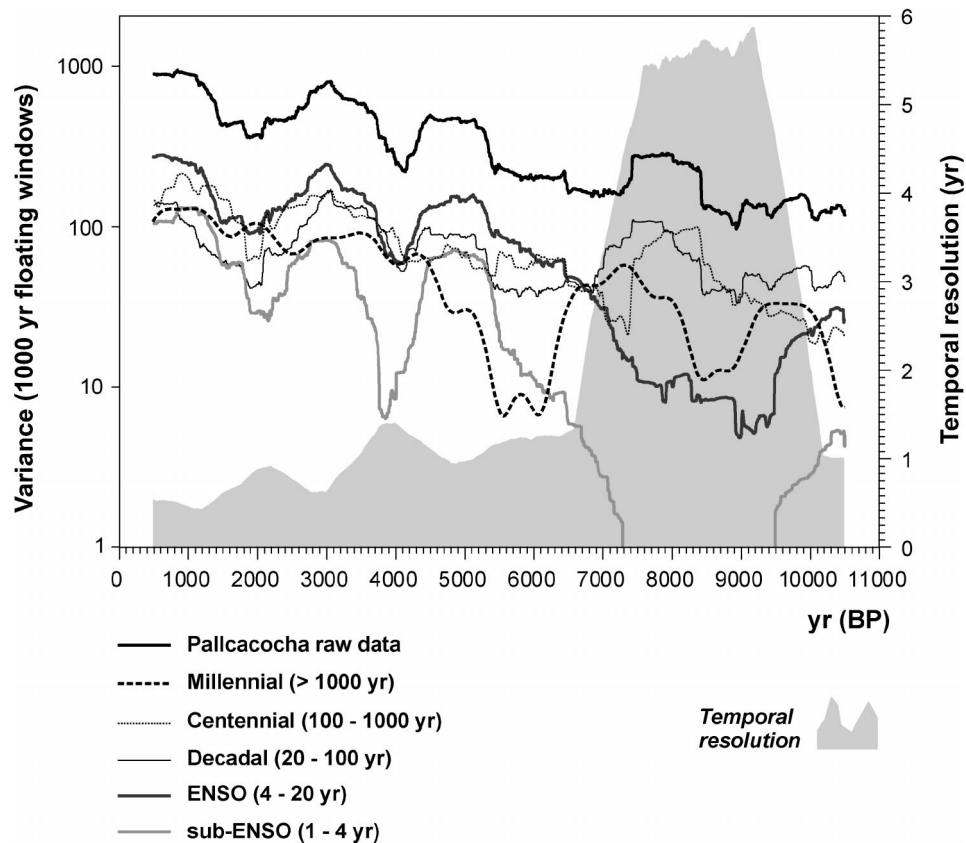 Variance (1000 yr floating windows)
1000
100
10
1
6
5
4
3
2
1
0
Temporal resolution (yr)
0 1000 2000 3000 4000 5000 6000 7000 8000 9000 10000 11000
yr (BP)
Pallcacocha raw data
Millennial (> 1000 yr)
Centennial (100 - 1000 yr)
Decadal (20 - 100 yr)
ENSO (4 - 20 yr)
sub-ENSO (1 - 4 yr)
Temporal
resolution